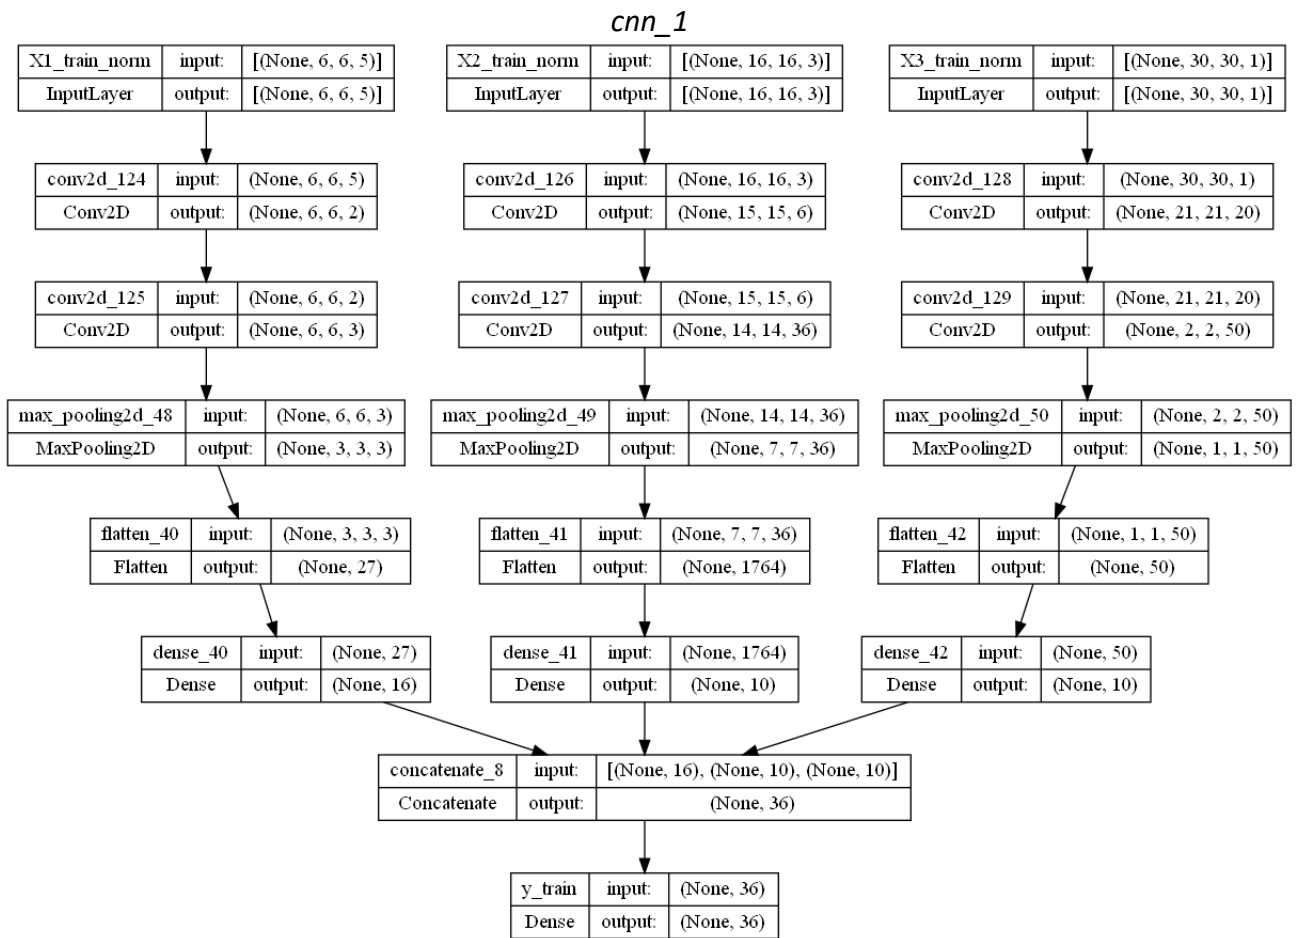 cnn_1
X1_train_norm input: [(None, 6, 6, 5)]
InputLayer output: [(None, 6, 6, 5)]
X2_train_norm input: [(None, 16, 16, 3)]
InputLayer output: [(None, 16, 16, 3)]
X3_train_norm input: [(None, 30, 30, 1)]
InputLayer output: [(None, 30, 30, 1)]
conv2d_124 input: (None, 6, 6, 5)
Conv2D output: (None, 6, 6, 2)
conv2d_126 input: (None, 16, 16, 3)
Conv2D output: (None, 15, 15, 6)
conv2d_128 input: (None, 30, 30, 1)
Conv2D output: (None, 21, 21, 20)
conv2d_125 input: (None, 6, 6, 2)
Conv2D output: (None, 6, 6, 3)
conv2d_127 input: (None, 15, 15, 6)
Conv2D output: (None, 14, 14, 36)
conv2d_129 input: (None, 21, 21, 20)
Conv2D output: (None, 2, 2, 50)
max_pooling2d_48 input: (None, 6, 6, 3)
MaxPooling2D output: (None, 3, 3, 3)
max_pooling2d_49 input: (None, 14, 14, 36)
MaxPooling2D output: (None, 7, 7, 36)
max_pooling2d_50 input: (None, 2, 2, 50)
MaxPooling2D output: (None, 1, 1, 50)
flatten_40 input: (None, 3, 3, 3)
Flatten output: (None, 27)
flatten_41 input: (None, 7, 7, 36)
Flatten output: (None, 1764)
flatten_42 input: (None, 1, 1, 50)
Flatten output: (None, 50)
dense_40 input: (None, 27)
Dense output: (None, 16)
dense_41 input: (None, 1764)
Dense output: (None, 10)
dense_42 input: (None, 50)
Dense output: (None, 10)
concatenate_8 input: [(None, 16), (None, 10), (None, 10)]
Concatenate output: (None, 36)
y_train input: (None, 36)
Dense output: (None, 36)